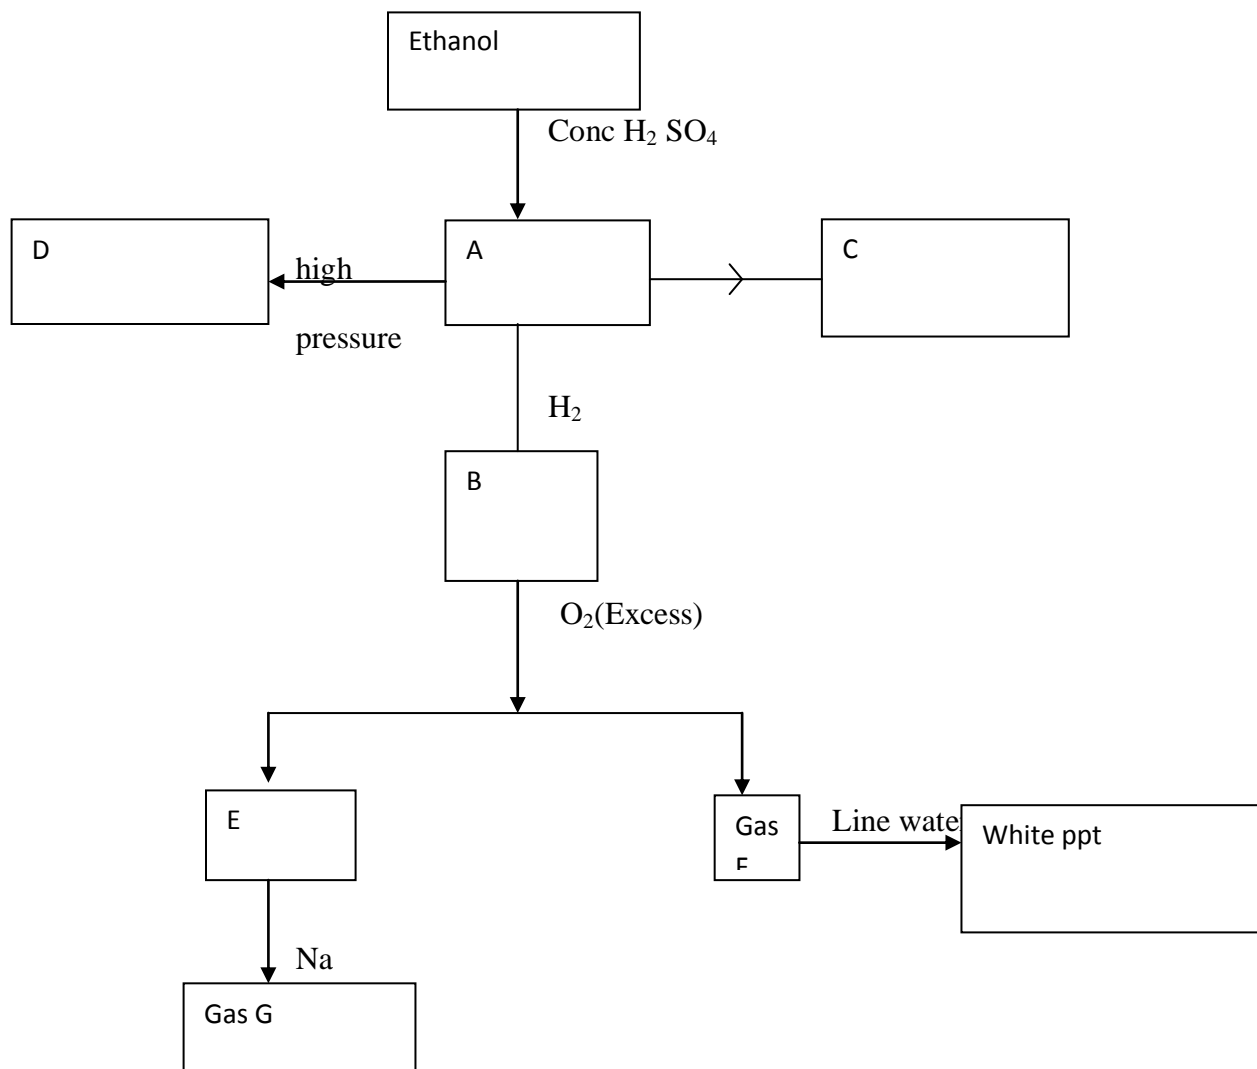 Ethanol
Conc H₂ SO₄
D
high
pressure
A
C
H₂
B
O₂(Excess)
E
Gas
Line wate
White ppt
Na
Gas G